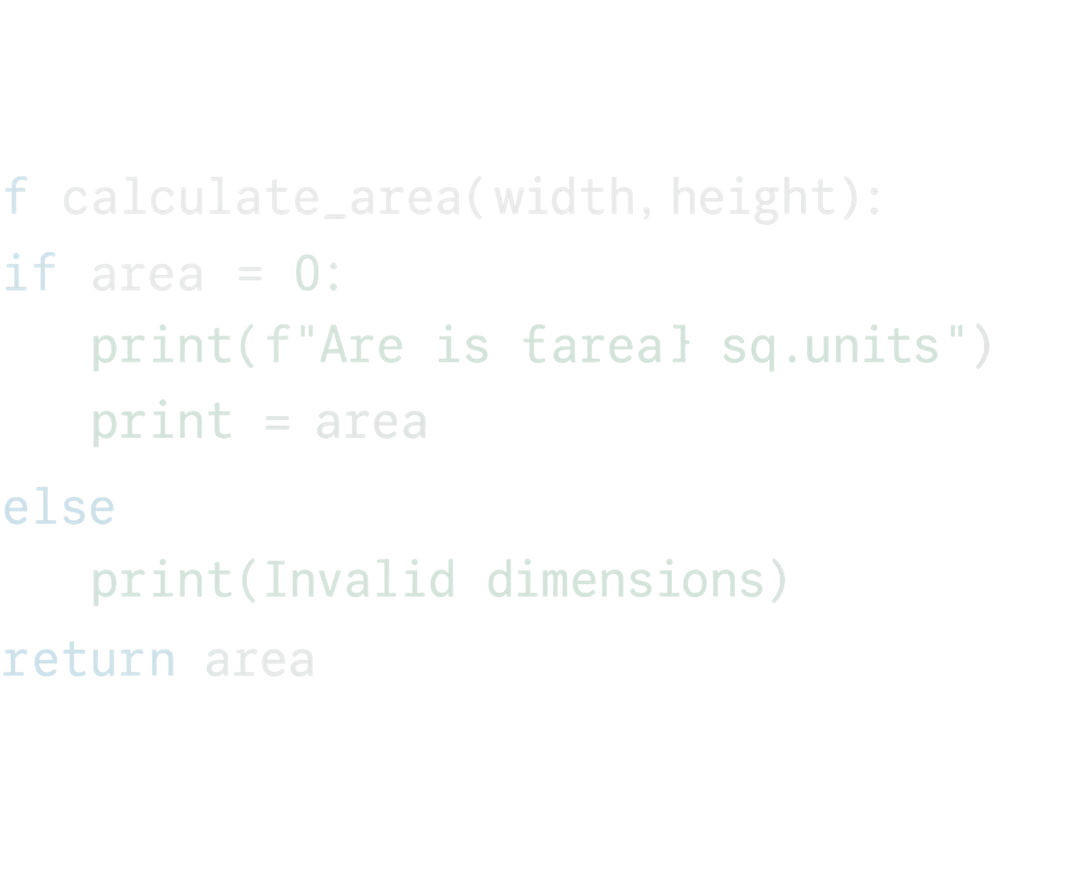 f calculate_area(width, height):
if area = 0:
print(f"Are is {area} sq.units")
print = area
else
print(Invalid dimensions)
return area